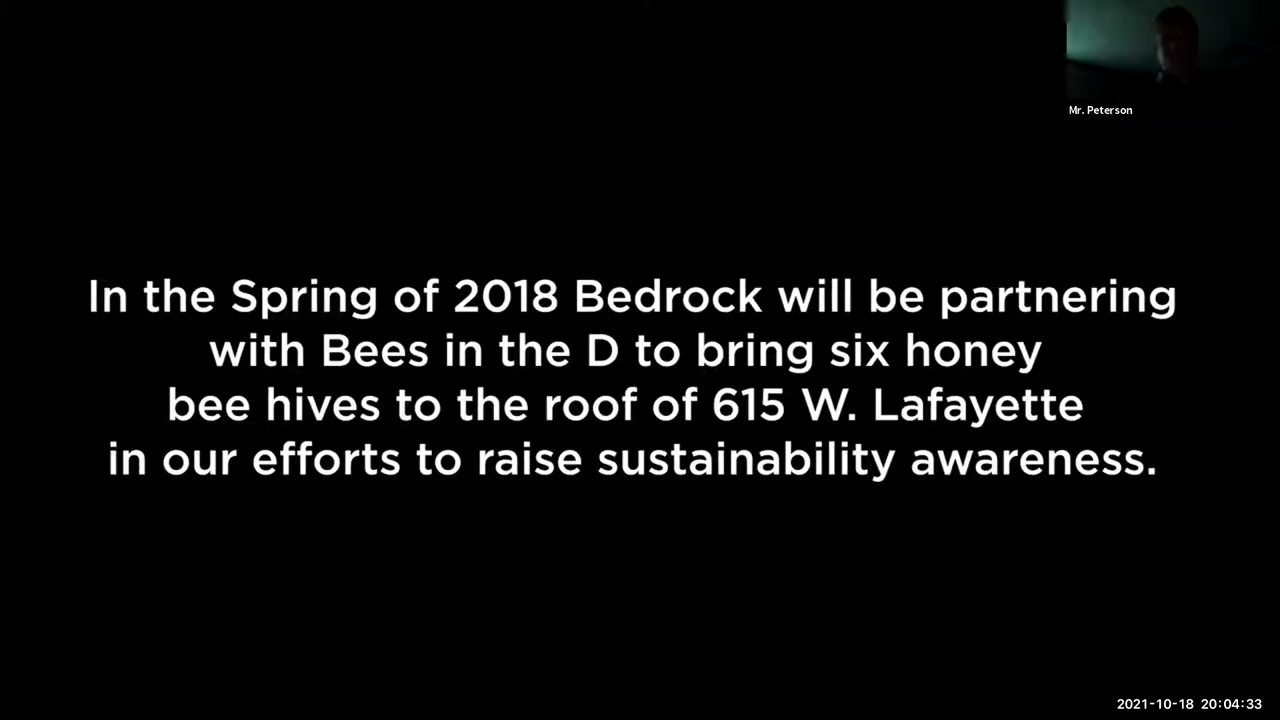 Mr. Peterson
In the Spring of 2018 Bedrock will be partnering
with Bees in the D to bring six honey
bee hives to the roof of 615 W. Lafayette
in our efforts to raise sustainability awareness.
2021-10-18 20:04:33